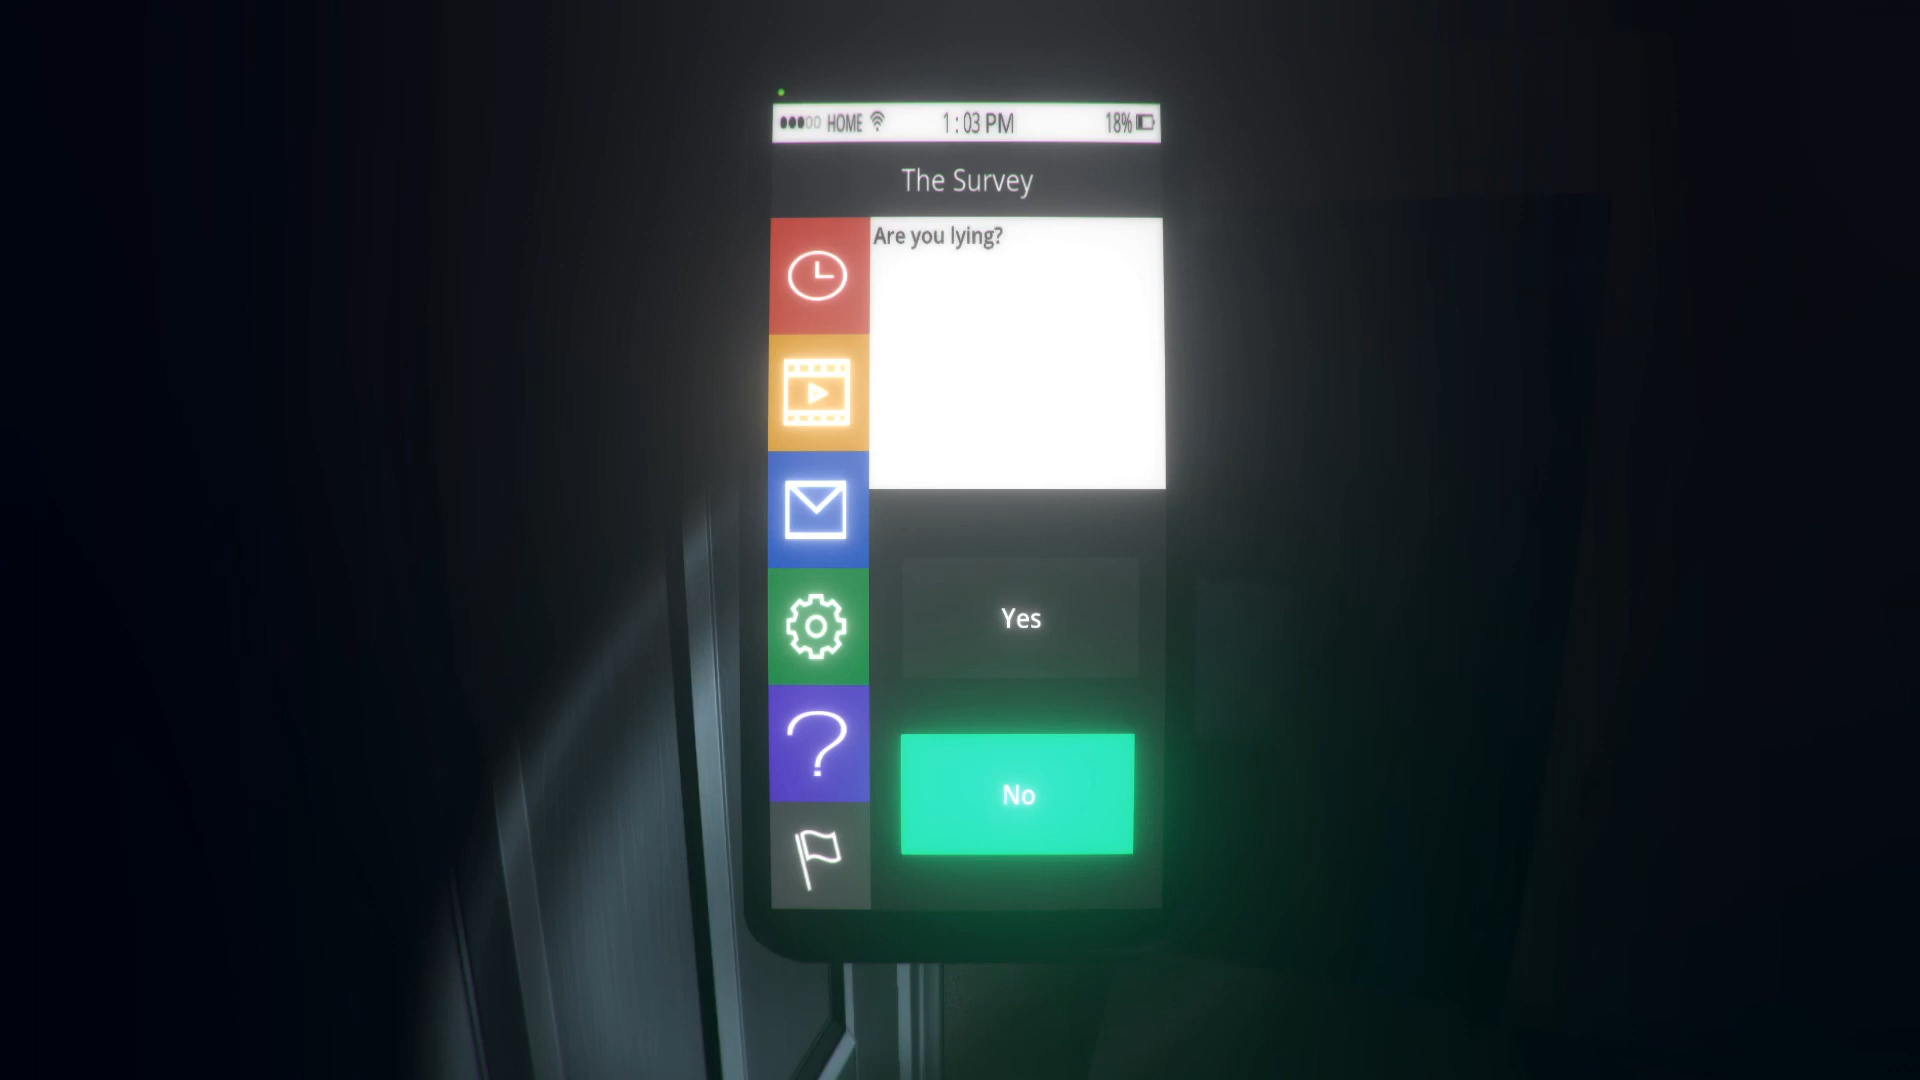 HOME 1:03 PM 18%
The Survey
Are you lying?
Yes
No